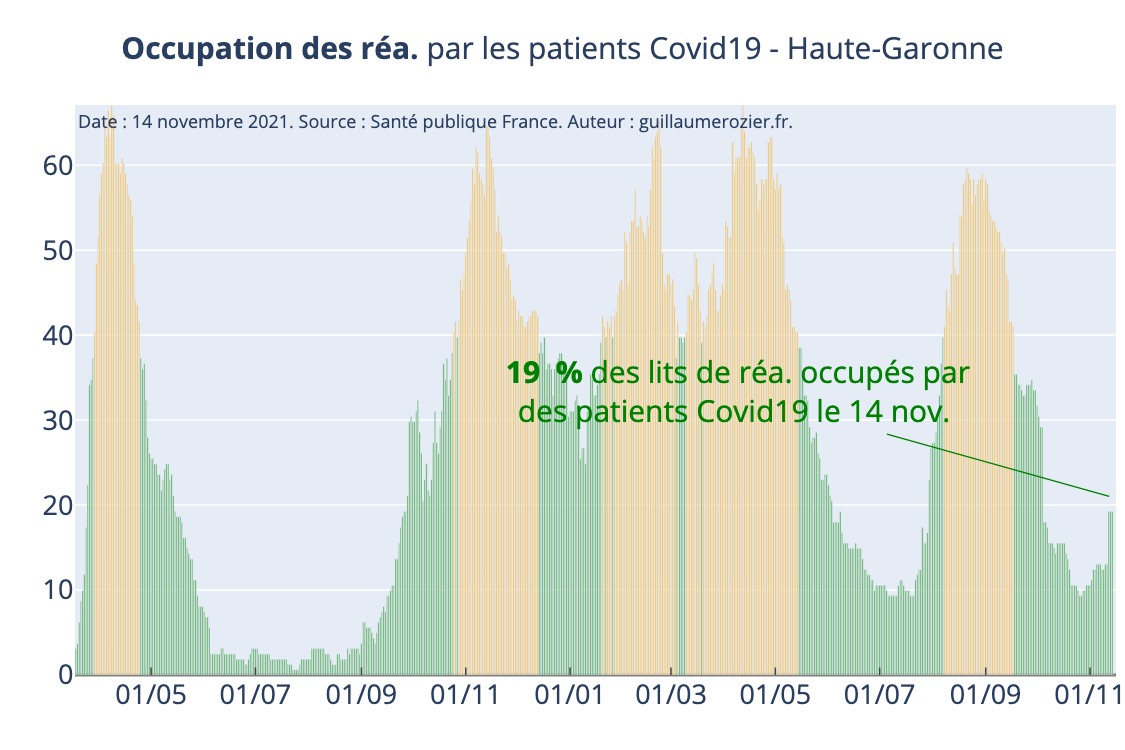 Occupation des réa. par les patients Covid19 - Haute-Garonne
Date : 14 novembre 2021. Source : Santé publique France. Auteur : guillaumerozier.fr.
60
50
40
19 % des lits de réa. occupés par
des patients Covid19 le 14 nov.
30
20
10
0
01/05 01/07 01/09 01/11 01/01 01/03 01/05 01/07 01/09 01/11